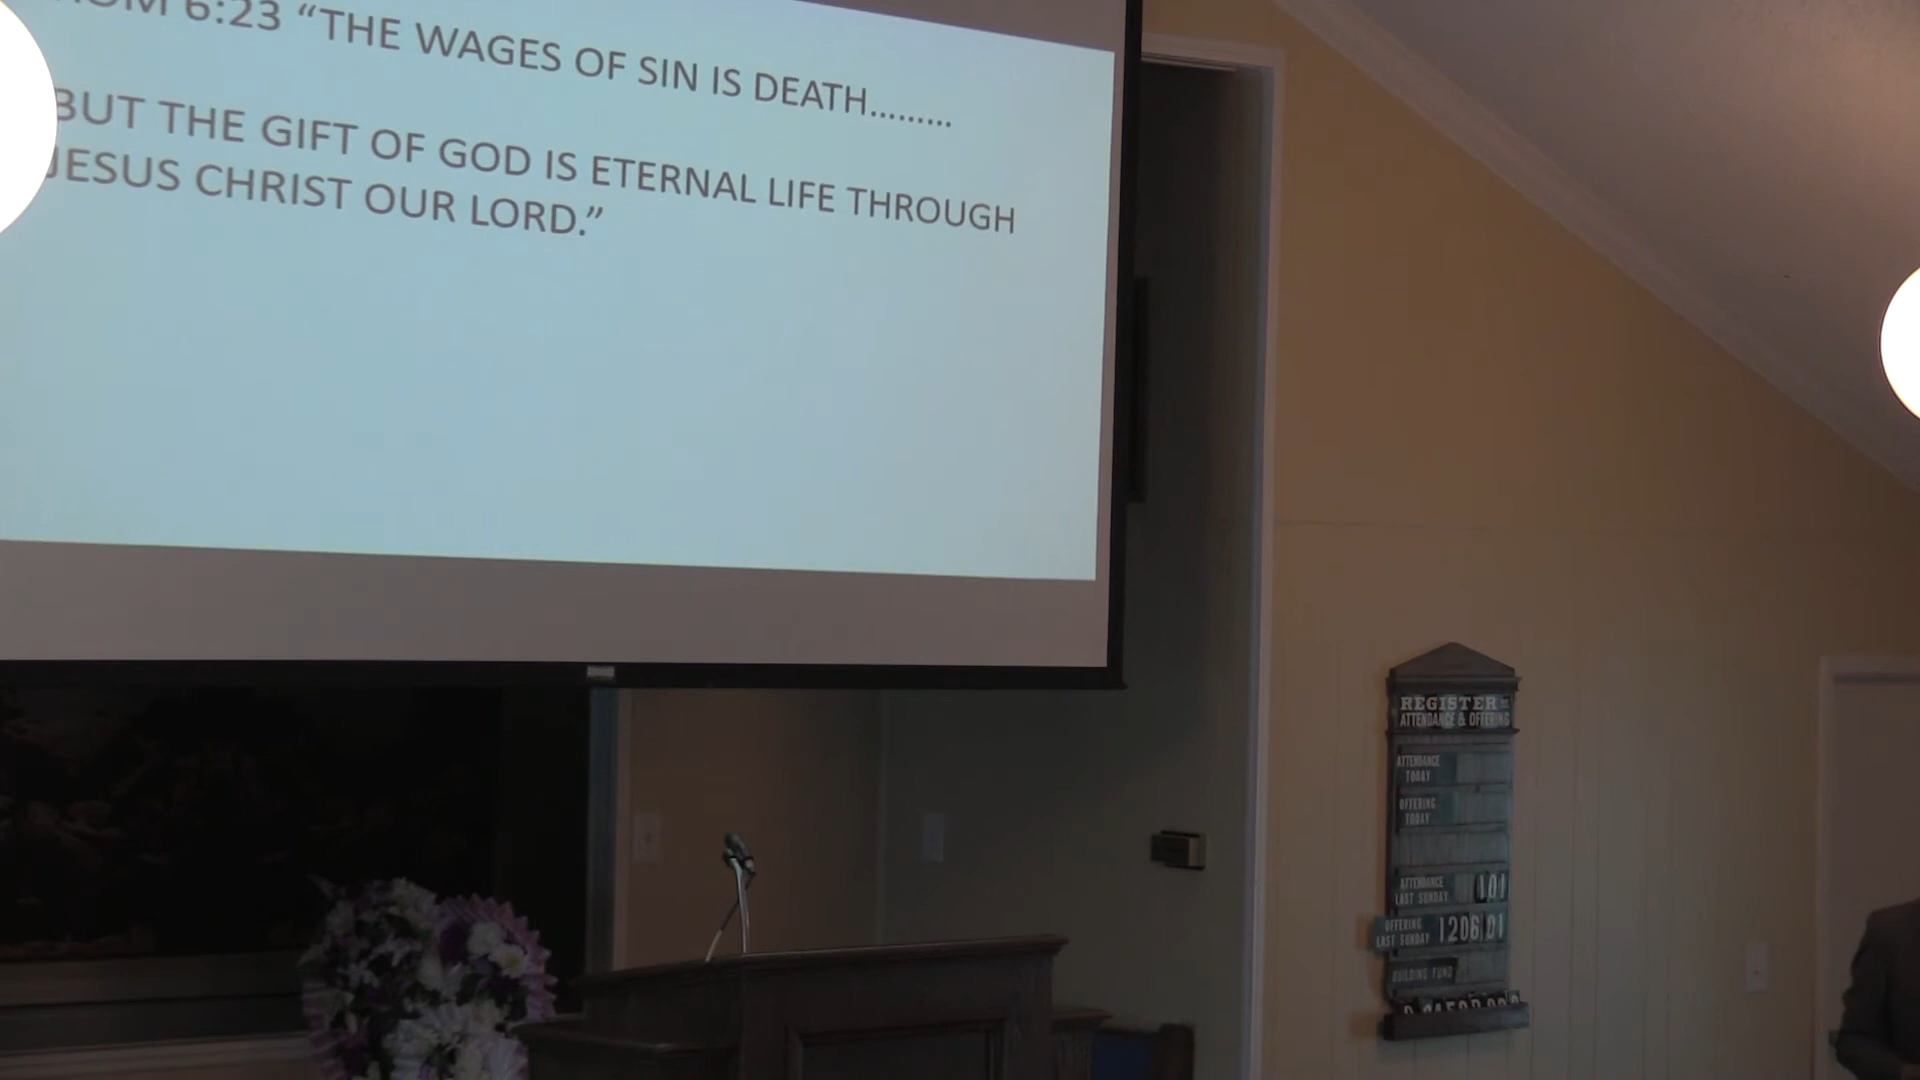 6:23 “THE WAGES OF SIN IS DEATH.........
BUT THE GIFT OF GOD IS ETERNAL LIFE THROUGH
JESUS CHRIST OUR LORD.”
REGISTER OF
ATTENDANCE & OFFERING
ATTENDANCE
TODAY
OFFERING
TODAY
ATTENDANCE
LAST SUNDAY 101
OFFERING
LAST SUNDAY 1206 01
BUILDING FUND